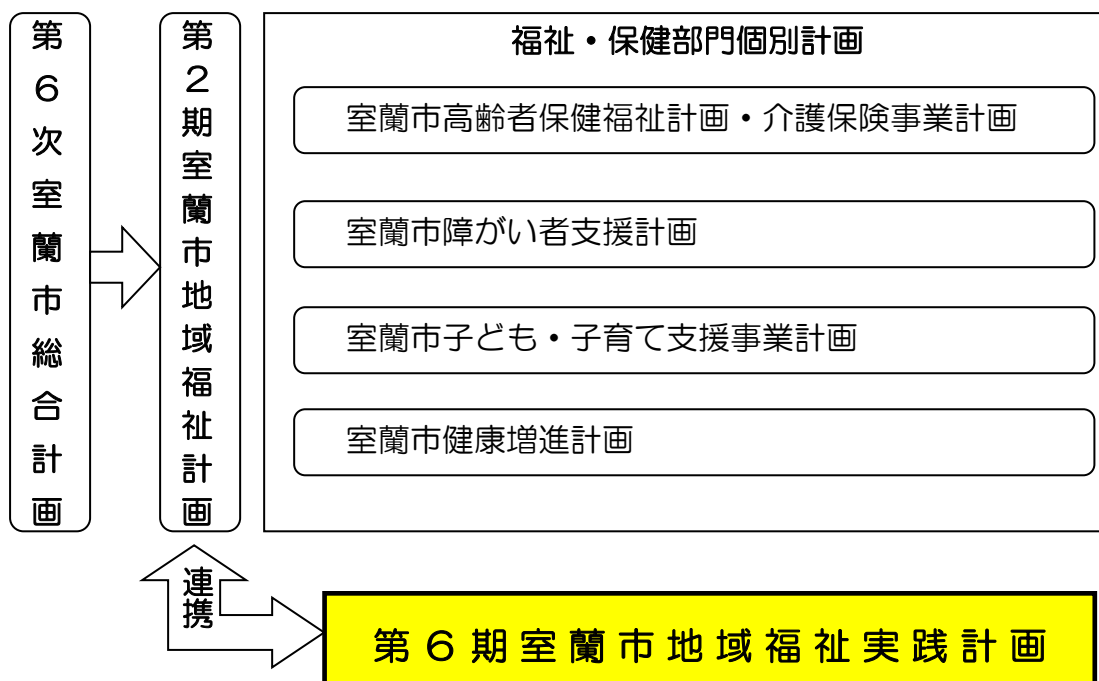 第６次室蘭市総合計画
第２期室蘭市地域福祉計画
福祉・保健部門個別計画
室蘭市高齢者保健福祉計画・介護保険事業計画
室蘭市障がい者支援計画
室蘭市子ども・子育て支援事業計画
室蘭市健康増進計画
連携
第６期室蘭市地域福祉実践計画